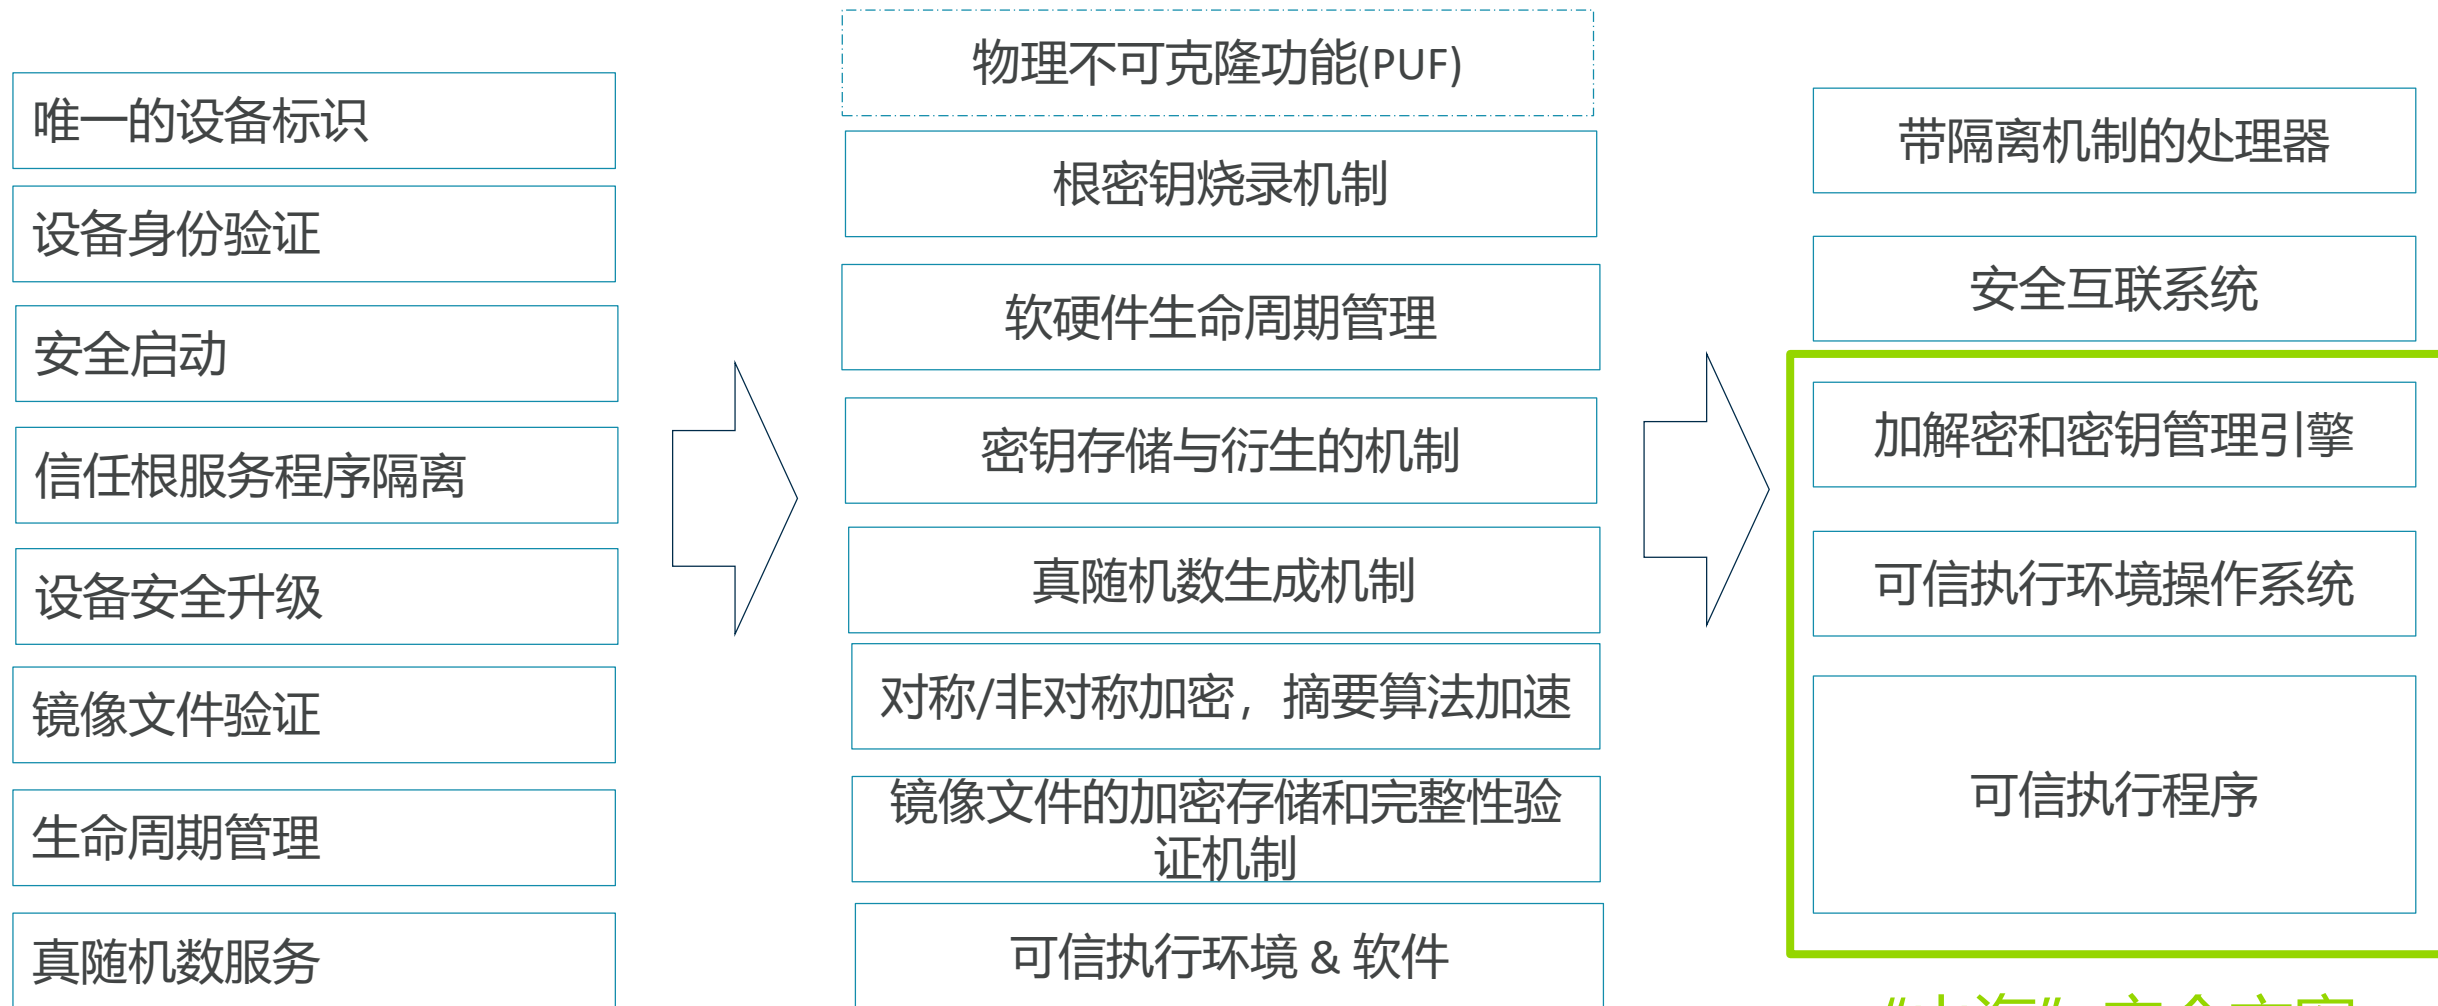 唯一的设备标识
设备身份验证
安全启动
信任根服务程序隔离
设备安全升级
镜像文件验证
生命周期管理
真随机数服务
物理不可克隆功能(PUF)
根密钥烧录机制
软硬件生命周期管理
密钥存储与衍生的机制
真随机数生成机制
对称/非对称加密，摘要算法加速
镜像文件的加密存储和完整性验
证机制
可信执行环境 & 软件
带隔离机制的处理器
安全互联系统
加解密和密钥管理引擎
可信执行环境操作系统
可信执行程序